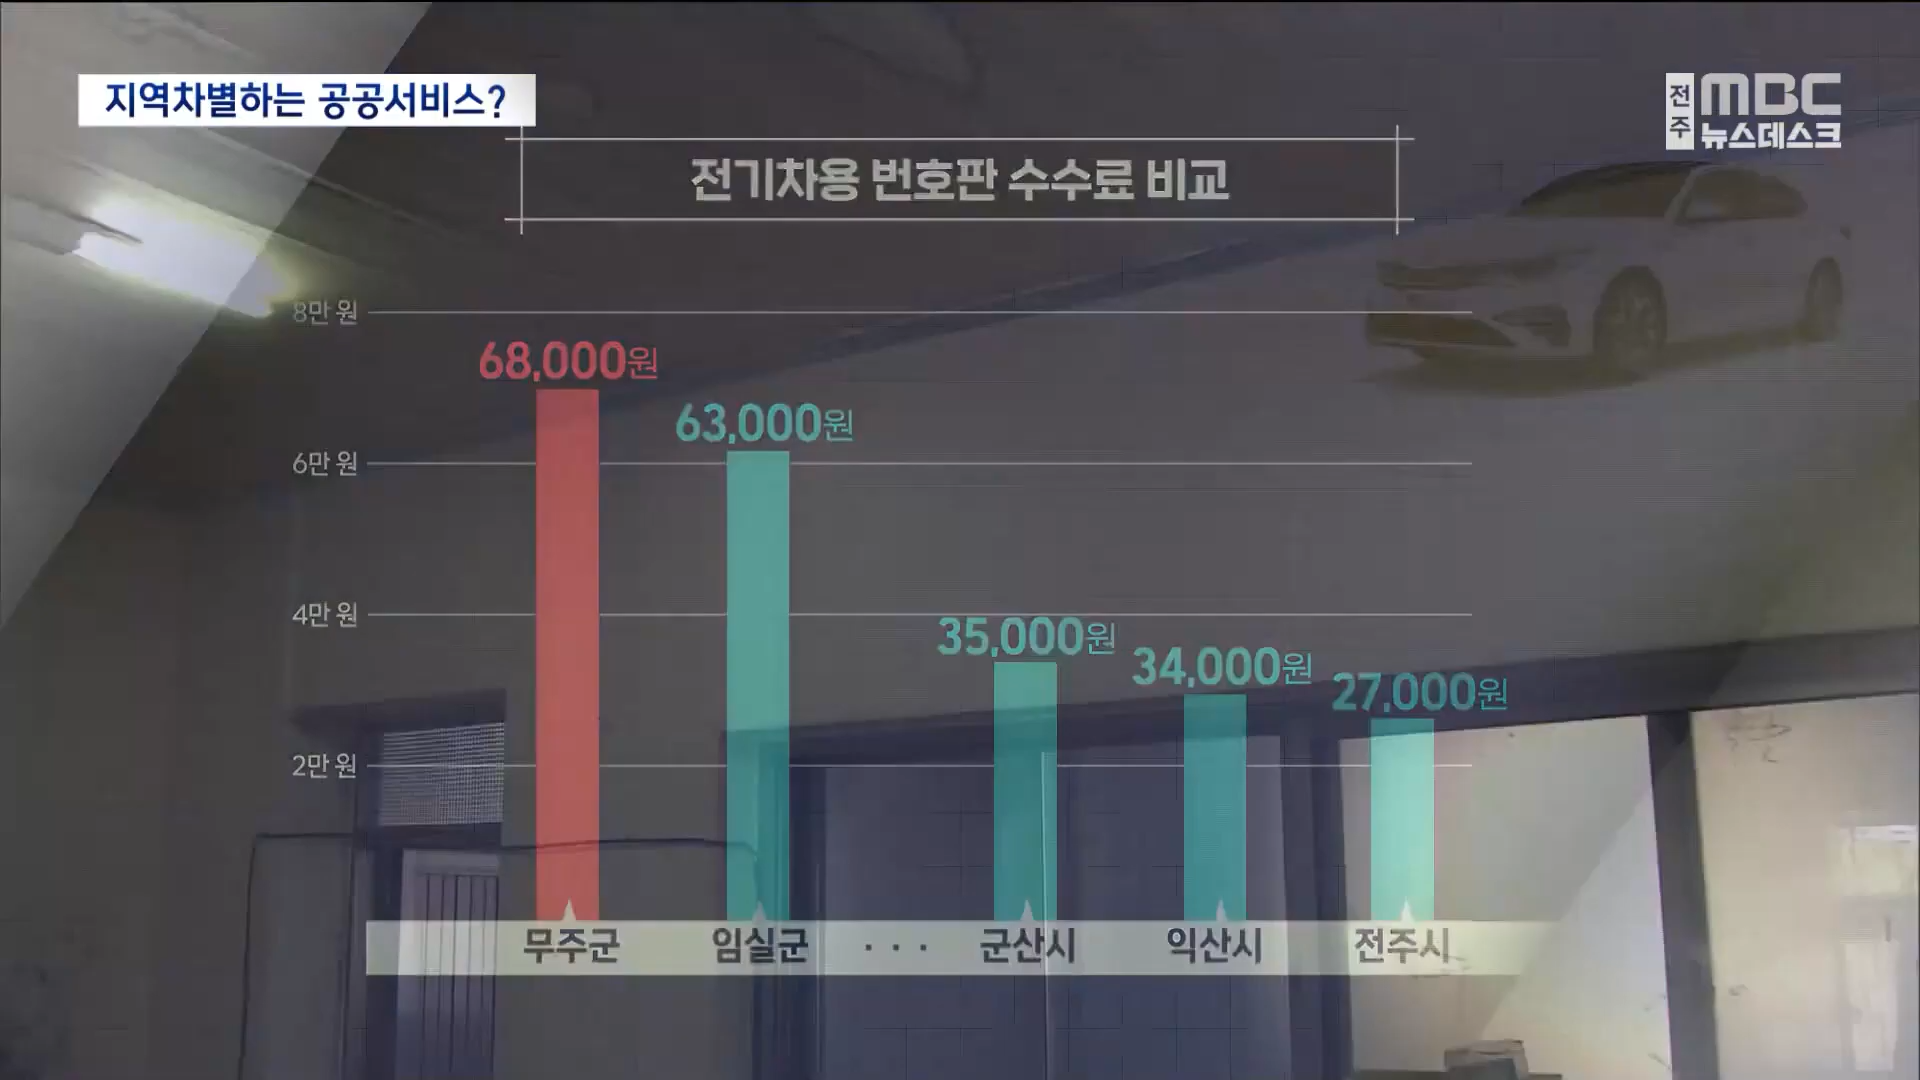 지역차별하는 공공서비스?
전주
MBC
뉴스데스크
전기차용 번호판 수수료 비교
8만 원
68,000원
63,000원
6만 원
4만 원
35,000원
34,000원
27,000원
2만 원
무주군 임실군 ··· 군산시 익산시 전주시